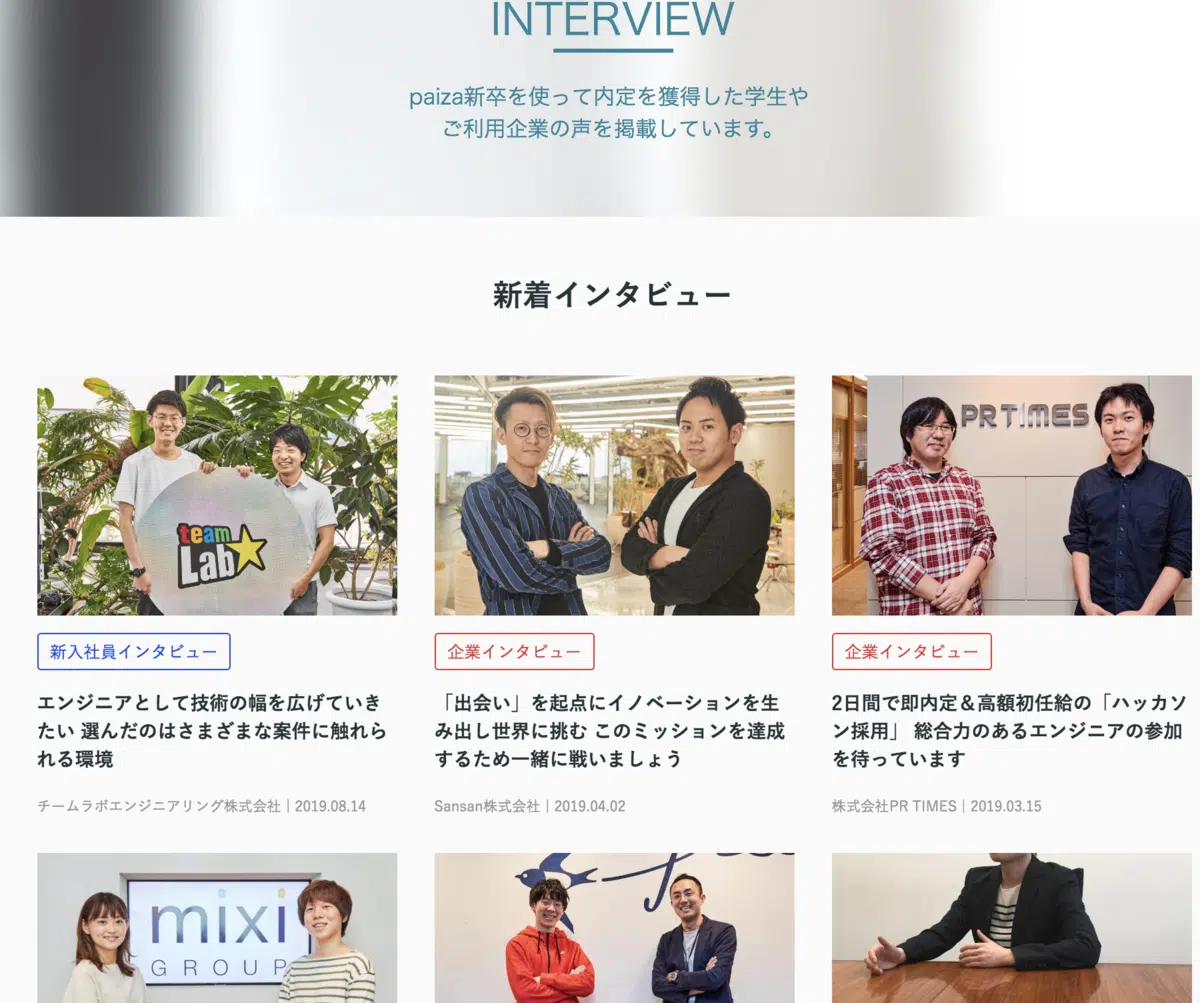 INTERVIEW
paiza新卒を使って内定を獲得した学生や
ご利用企業の声を掲載しています。
新着インタビュー
team
Lab
PR TIMES
新入社員インタビュー
企業インタビュー
企業インタビュー
エンジニアとして技術の幅を広げていき
たい 選んだのはさまざまな案件に触れら
れる環境
「出会い」を起点にイノベーションを生
み出し世界に挑む このミッションを達成
するため一緒に戦いましょう
2日間で即内定＆高額初任給の「ハッカソ
ン採用」 総合力のあるエンジニアの参加
を待っています
チームラボエンジニアリング株式会社 | 2019.08.14
Sansan株式会社 | 2019.04.02
株式会社PR TIMES | 2019.03.15
mixi
GROUP